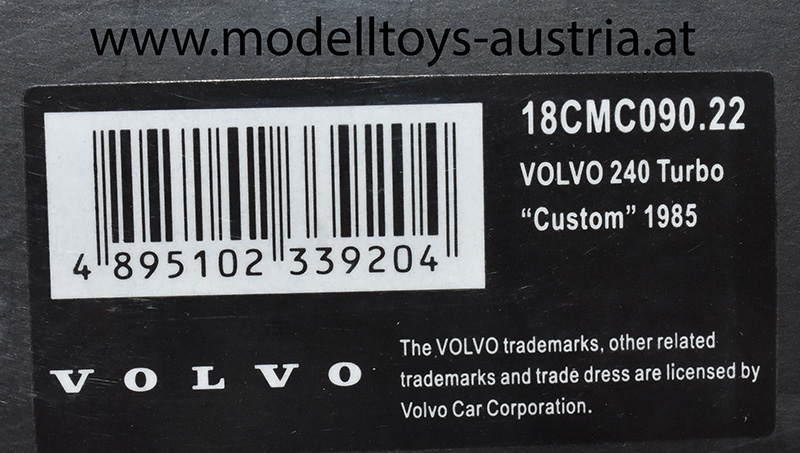 www.modelltoys-austria.at
18CMC090.22
VOLVO 240 Turbo
“Custom” 1985
4 895102 339204
VOLVO
The VOLVO trademarks, other related
trademarks and trade dress are licensed by
Volvo Car Corporation.